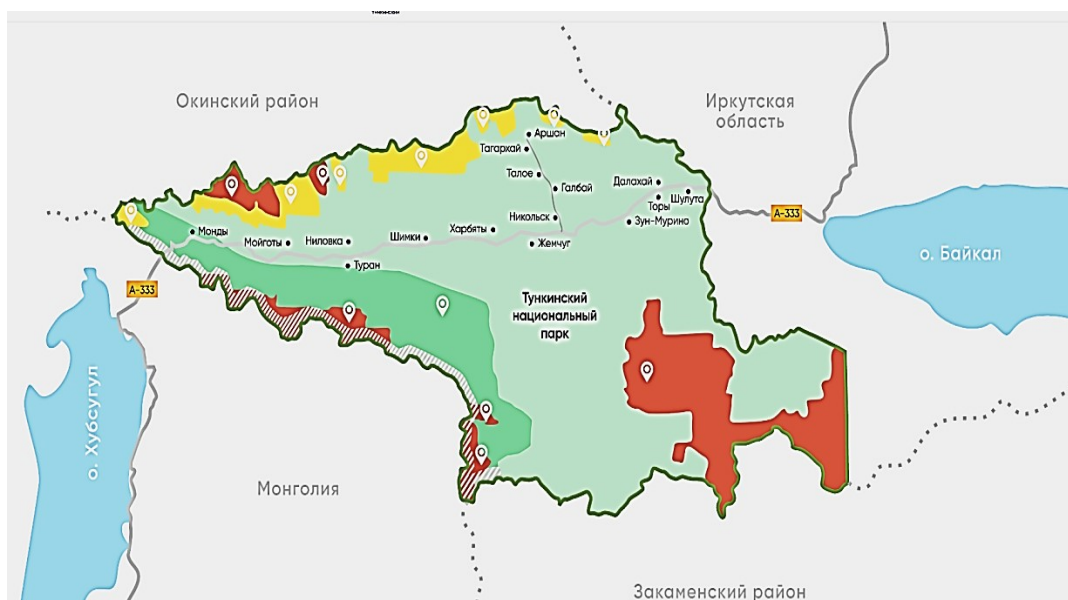 Окинский район
Иркутская
область
Аршан
Тагархай
Талое
Галбай
Далахай
Торы
Шулута
Никольск
Зун-Мурино
А-333
Монды
Мойготы
Ниловка
Шимки
Харбяты
Жемчуг
Туран
о. Байкал
А-333
Тункинский
национальный
парк
о. Хубсугул
Монголия
Закаменский район